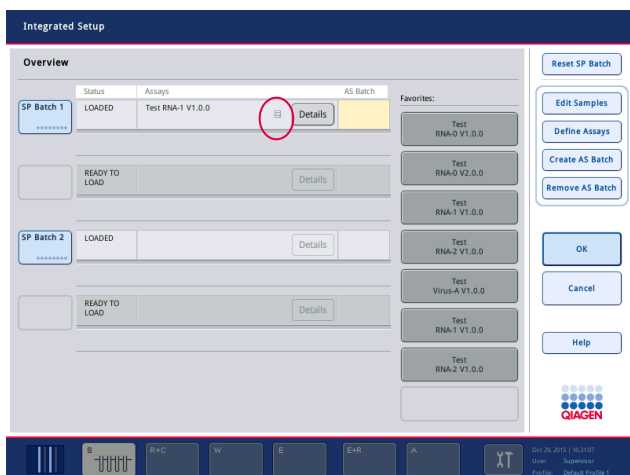 Integrated Setup
Overview
Status Assays AS Batch
SP Batch 1 LOADED Test RNA-1 V1.0.0 Details
READY TO
LOAD Details
SP Batch 2 LOADED Details
READY TO
LOAD Details
Favorites:
Test
RNA-0 V1.0.0
Test
RNA-0 V2.0.0
Test
RNA-1 V1.0.0
Test
RNA-2 V1.0.0
Test
Virus-A V1.0.0
Test
RNA-1 V1.0.0
Test
RNA-2 V1.0.0
Reset SP Batch
Edit Samples
Define Assays
Create AS Batch
Remove AS Batch
OK
Cancel
Help
QIAGEN
S R+C W E E+R A
Oct 29, 2015 | 16:31:07
User: Supervisor
Profile: Default Profile 1